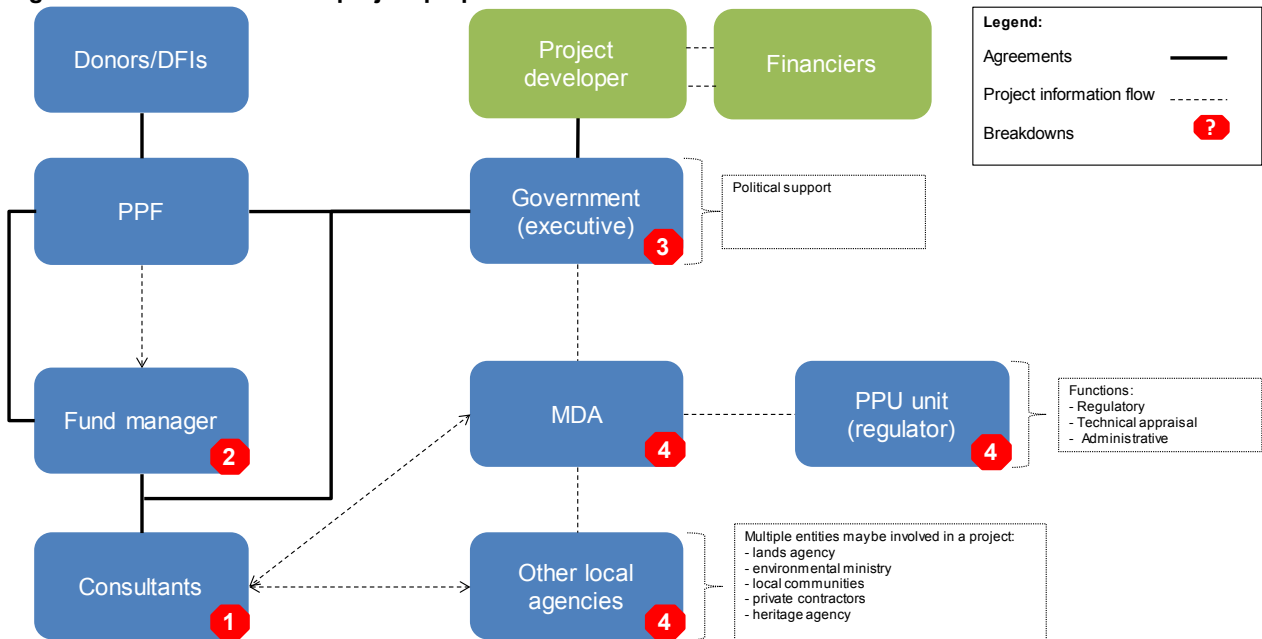 Donors/DFIs
Project
developer
Financiers
Legend:
Agreements
Project information flow
Breakdowns
?
PPF
Government
(executive)
3
Political support
Fund manager
2
MDA
4
PPU unit
(regulator)
4
Functions:
- Regulatory
- Technical appraisal
- Administrative
Consultants
1
Other local
agencies
4
Multiple entities maybe involved in a project:
- lands agency
- environmental ministry
- local communities
- private contractors
- heritage agency